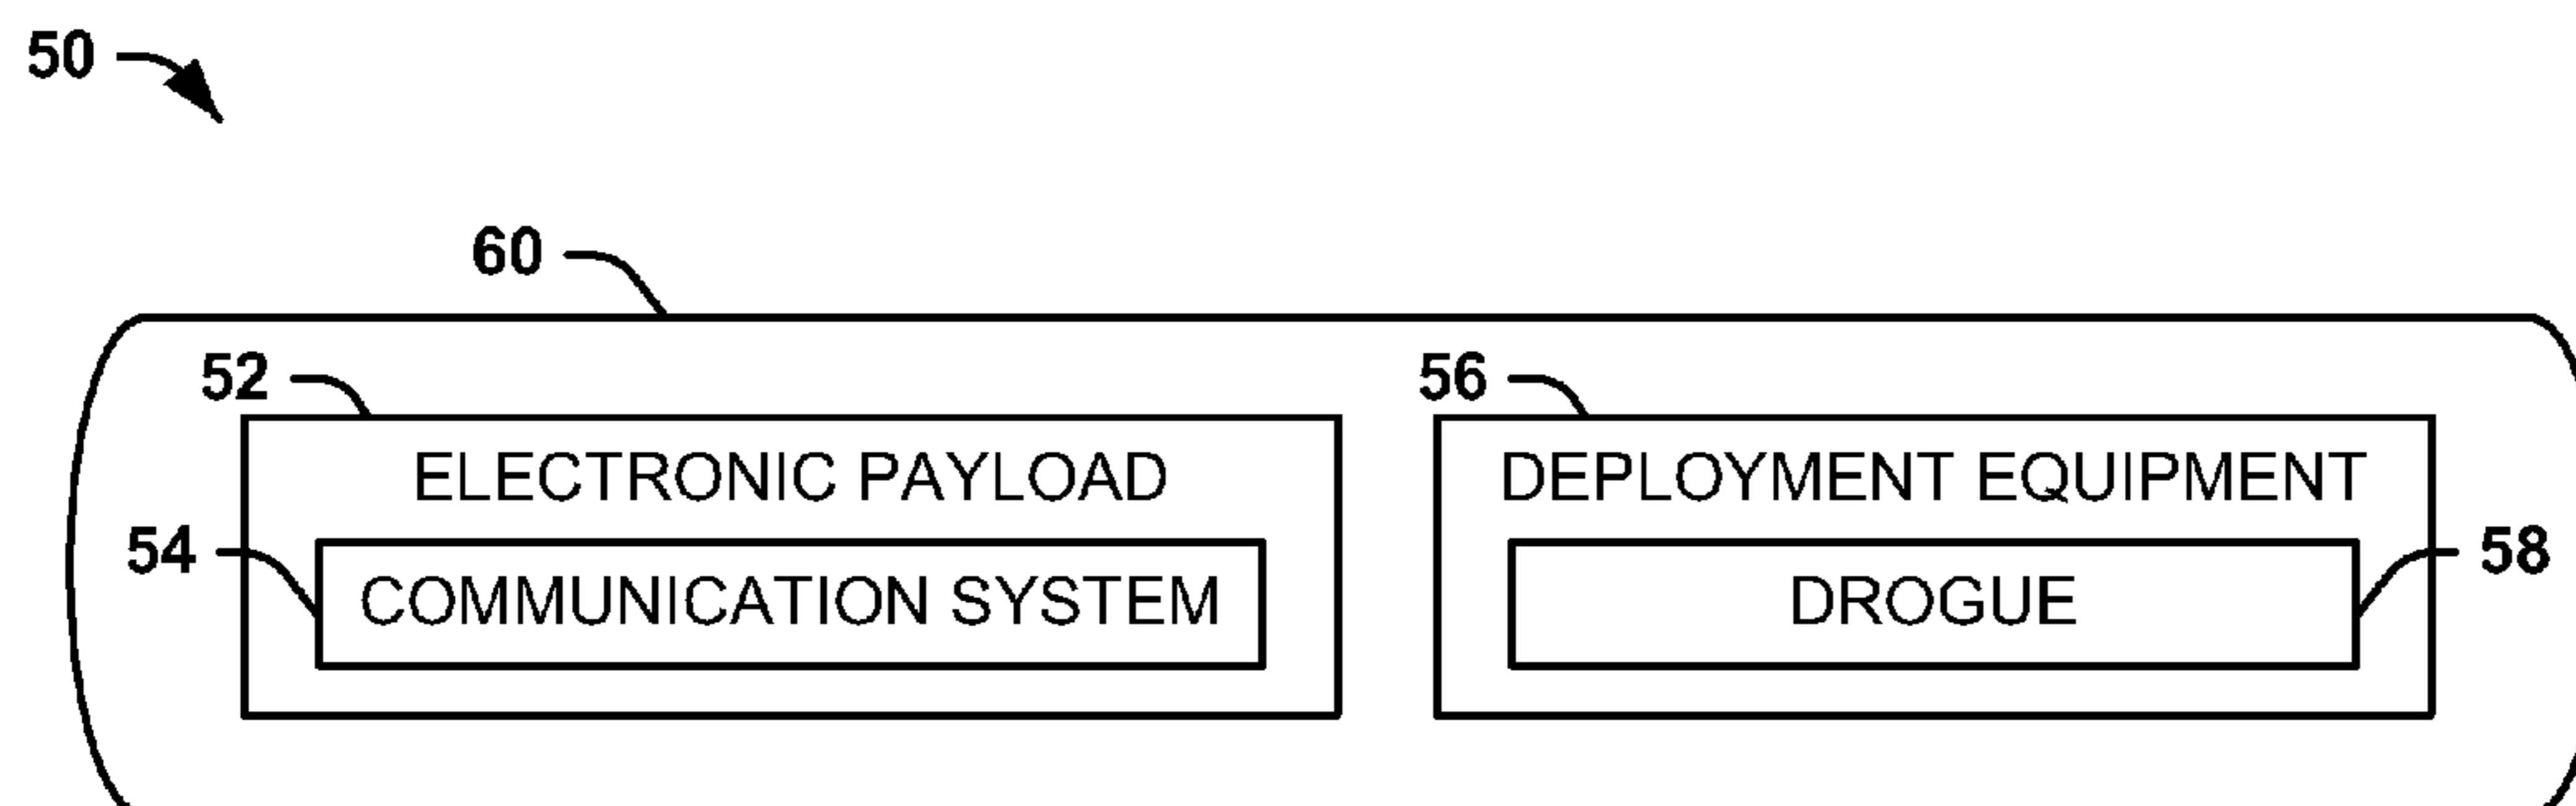 50
60
52
56
ELECTRONIC PAYLOAD
DEPLOYMENT EQUIPMENT
54
COMMUNICATION SYSTEM
DROGUE
58